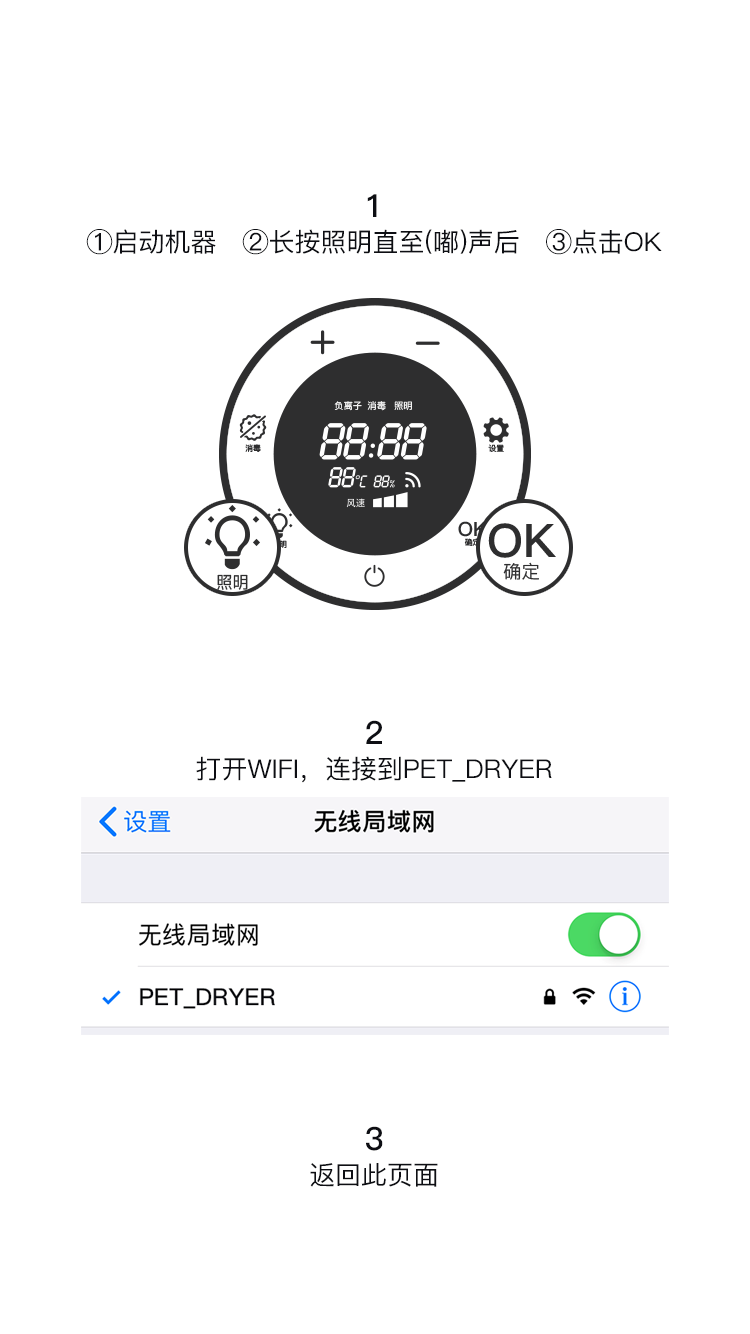 1
①启动机器 ②长按照明直至(嘟)声后 ③点击OK
＋ －
负离子 消毒 照明
88:88
消毒
设置
88℃ 88%
风速
照明
OK
确定
OK
确定
2
打开WIFI，连接到PET_DRYER
设置 无线局域网
无线局域网
PET_DRYER
3
返回此页面